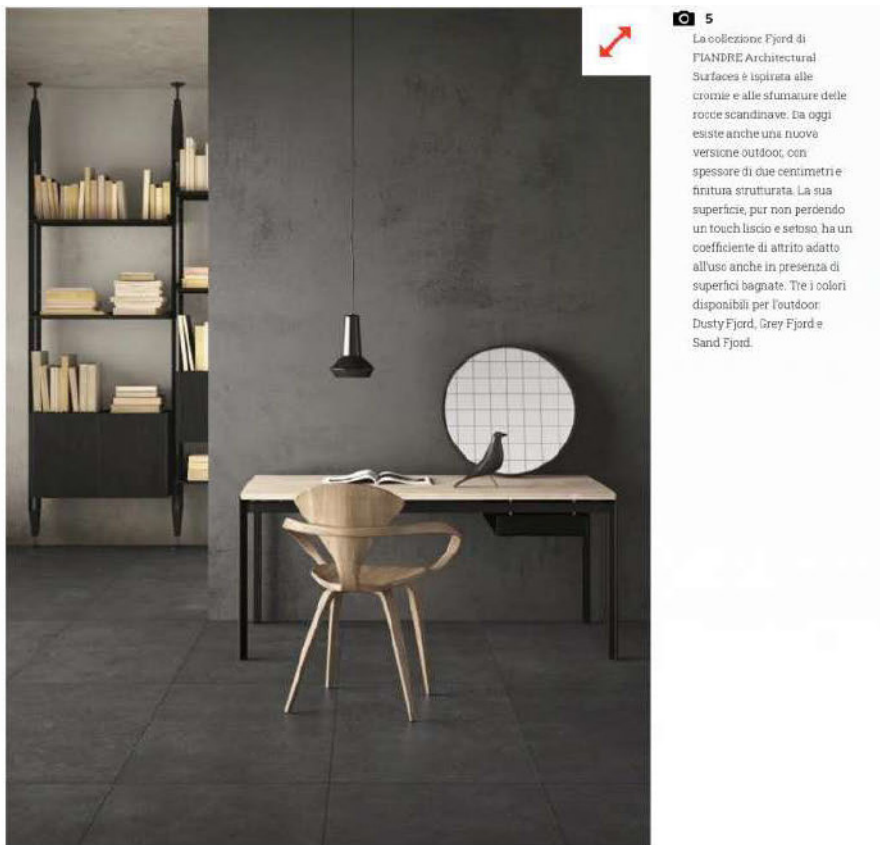 5
La collezione Fjord di
FIANDRE Architectural
Surfaces è ispirata alle
cromie e alle sfumature delle
rocce scandinave. Da oggi
esiste anche una nuova
versione outdoor, con
spessore di due centimetri e
finitura strutturata. La sua
superficie, pur non perdendo
un touch liscio e setoso, ha un
coefficiente di attrito adatto
all'uso anche in presenza di
superfici bagnate. Tre i colori
disponibili per l'outdoor:
Dusty Fjord, Grey Fjord e
Sand Fjord.